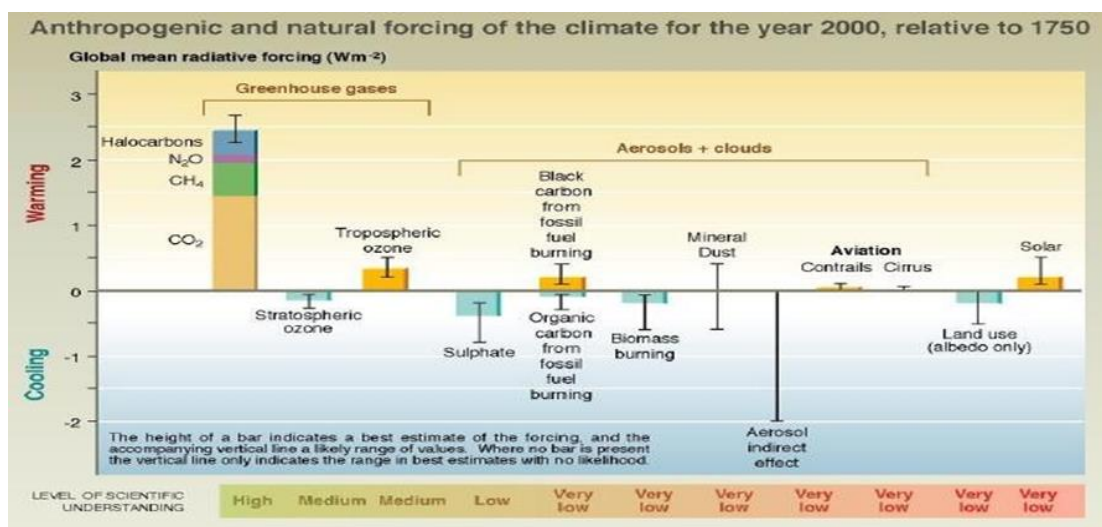 Anthropogenic and natural forcing of the climate for the year 2000, relative to 1750
Global mean radiative forcing (Wm-2)
Greenhouse gases
3
2
1
0
-1
-2
Warming
Cooling
Halocarbons
N2O
CH4
CO2
Stratospheric
ozone
Tropospheric
ozone
Aerosols + clouds
Sulphate
Black
carbon
from
fossil
fuel
burning
Organic
carbon
from
fossil
fuel
burning
Biomass
burning
Mineral
Dust
Aerosol
indirect
effect
Aviation
Contrails Cirrus
Land use
(albedo only)
Solar
The height of a bar indicates a best estimate of the forcing, and the
accompanying vertical line a likely range of values. Where no bar is present
the vertical line only indicates the range in best estimates with no likelihood.
LEVEL OF SCIENTIFIC
UNDERSTANDING
High
Medium
Medium
Low
Very
low
Very
low
Very
low
Very
low
Very
low
Very
low
Very
low